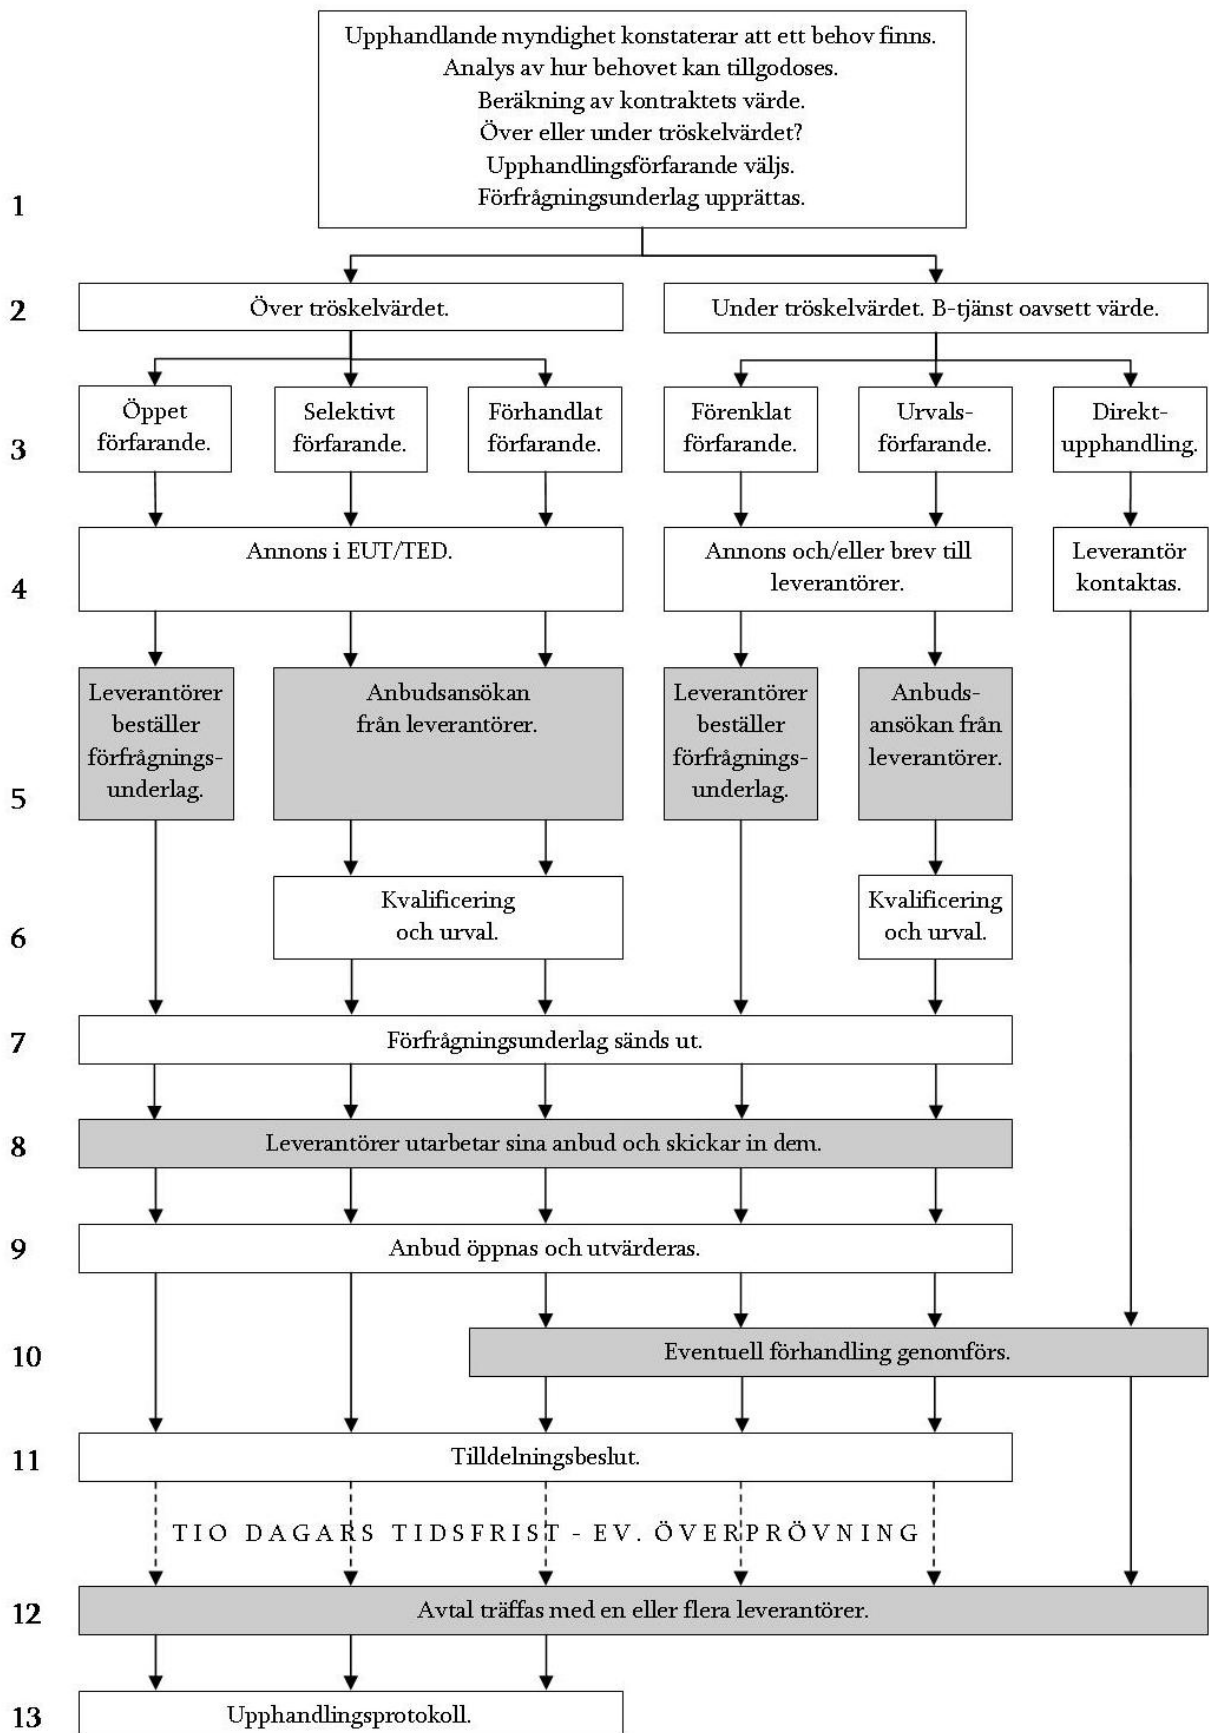 Upphandlande myndighet konstaterar att ett behov finns.
Analys av hur behovet kan tillgodoses.
Beräkning av kontraktets värde.
Över eller under tröskelvärdet?
Upphandlingsförfarande väljs.
Förfrågningsunderlag upprättas.
1
2
Över tröskelvärdet.
Under tröskelvärdet. B-tjänst oavsett värde.
3
Öppet
förfarande.
Selektivt
förfarande.
Förhandlat
förfarande.
Förenklat
förfarande.
Urvals-
förfarande.
Direkt-
upphandling.
4
Annons i EUT/TED.
Annons och/eller brev till
leverantörer.
Leverantör
kontaktas.
5
Leverantörer
beställer
förfrågnings-
underlag.
Anbudsansökan
från leverantörer.
Leverantörer
beställer
förfrågnings-
underlag.
Anbuds-
ansökan från
leverantörer.
6
Kvalificering
och urval.
Kvalificering
och urval.
7
Förfrågningsunderlag sänds ut.
8
Leverantörer utarbetar sina anbud och skickar in dem.
9
Anbud öppnas och utvärderas.
10
Eventuell förhandling genomförs.
11
Tilldelningsbeslut.
TIO DAGARS TIDSFRIST - EV. ÖVERPRÖVNING
12
Avtal träffas med en eller flera leverantörer.
13
Upphandlingsprotokoll.